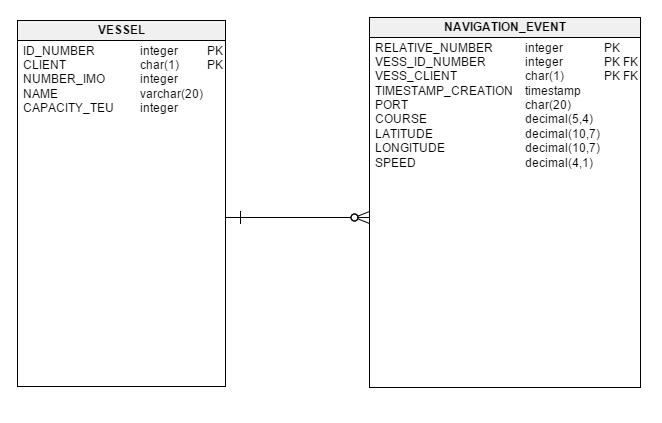 VESSEL
ID_NUMBER integer PK
CLIENT char(1) PK
NUMBER_IMO integer
NAME varchar(20)
CAPACITY_TEU integer
NAVIGATION_EVENT
RELATIVE_NUMBER integer PK
VESS_ID_NUMBER integer PK FK
VESS_CLIENT char(1) PK FK
TIMESTAMP_CREATION timestamp
PORT char(20)
COURSE decimal(5,4)
LATITUDE decimal(10,7)
LONGITUDE decimal(10,7)
SPEED decimal(4,1)